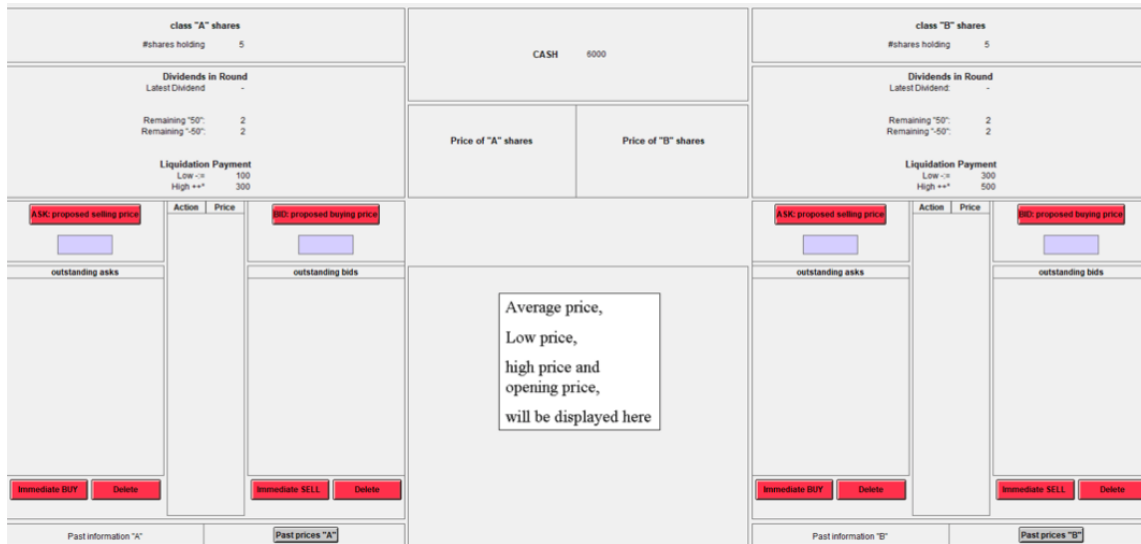 class "A" shares
#shares holding 5
Dividends in Round
Latest Dividend -
Remaining "50": 2
Remaining "-50": 2
Liquidation Payment
Low -:= 100
High ++* 300
ASK: proposed selling price
Action Price
BID: proposed buying price
outstanding asks
outstanding bids
Immediate BUY
Delete
Immediate SELL
Delete
Past information "A"
Past prices "A"
CASH 6000
Price of "A" shares
Price of "B" shares
Average price,
Low price,
high price and
opening price,
will be displayed here
class "B" shares
#shares holding 5
Dividends in Round
Latest Dividend: -
Remaining "50": 2
Remaining "-50": 2
Liquidation Payment
Low -:= 300
High ++* 500
ASK: proposed selling price
Action Price
BID: proposed buying price
outstanding asks
outstanding bids
Immediate BUY
Delete
Immediate SELL
Delete
Past information "B"
Past prices "B"